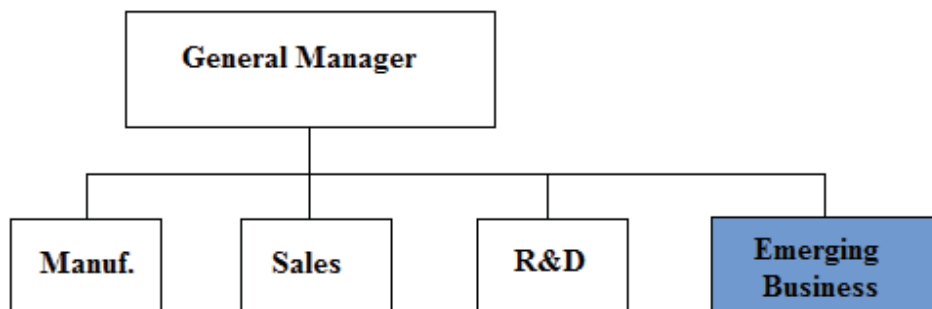 General Manager
Manuf.
Sales
R&D
Emerging
Business